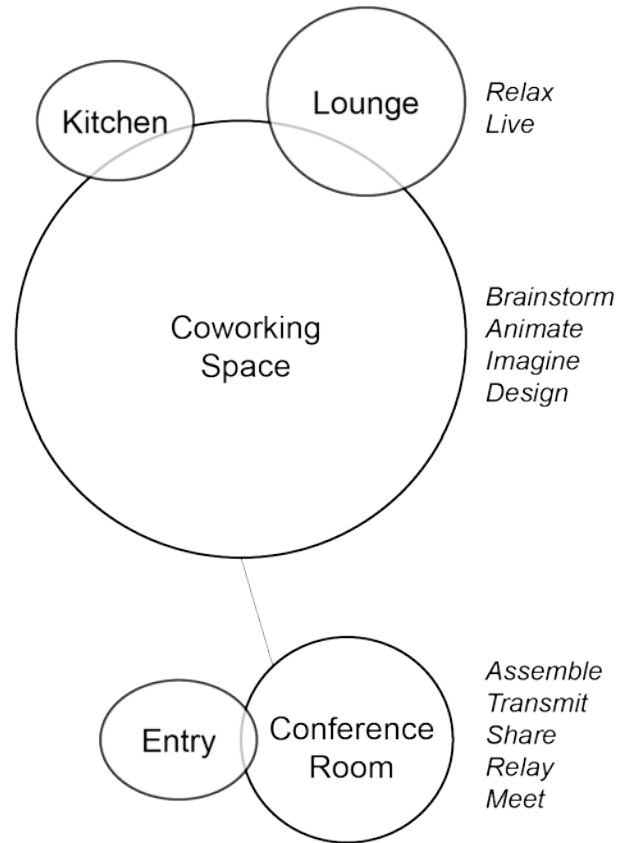 Kitchen
Lounge
Relax
Live
Coworking
Space
Brainstorm
Animate
Imagine
Design
Entry
Conference
Room
Assemble
Transmit
Share
Relay
Meet